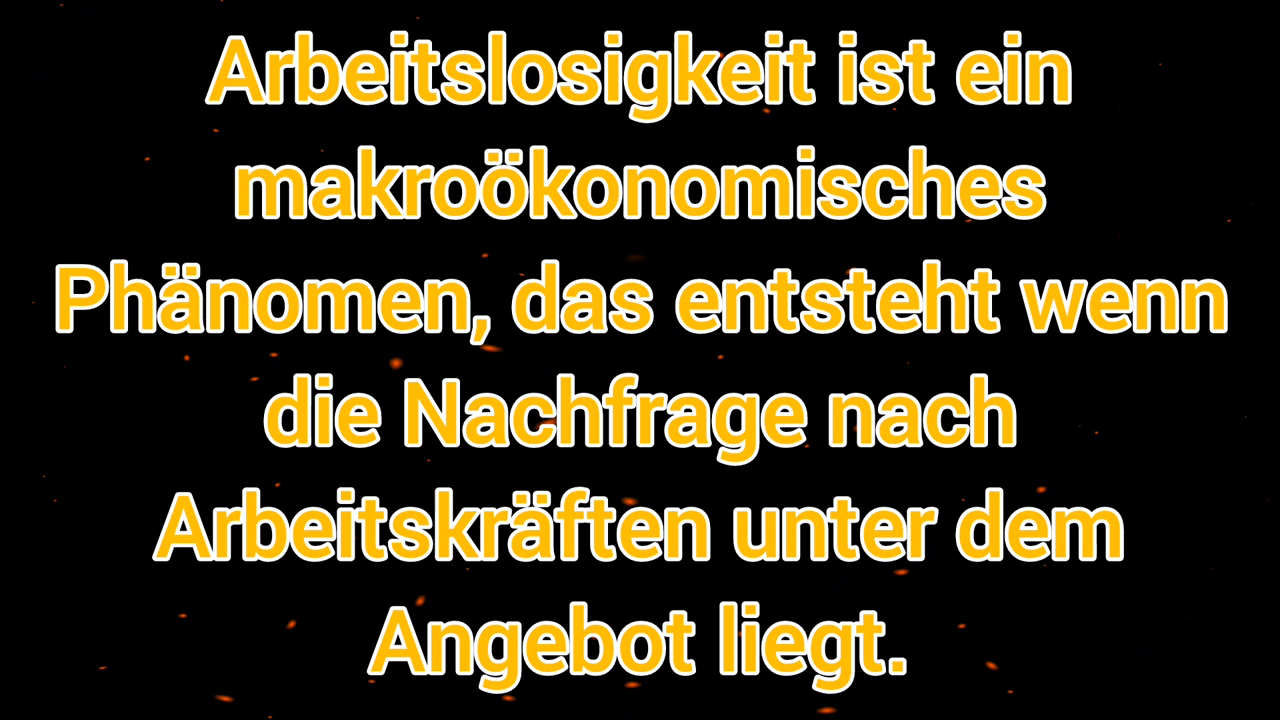 Arbeitslosigkeit ist ein
makroökonomisches
Phänomen, das entsteht wenn
die Nachfrage nach
Arbeitskräften unter dem
Angebot liegt.